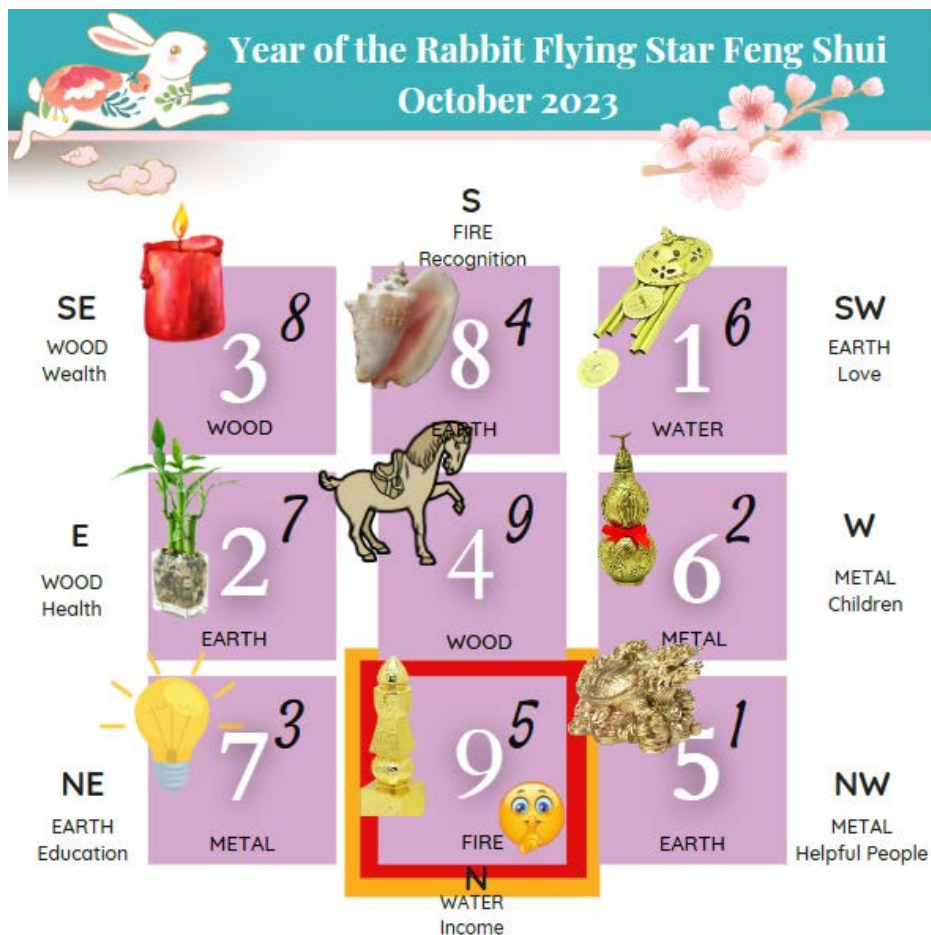 Year of the Rabbit Flying Star Feng Shui
October 2023
S
FIRE
Recognition
SE
WOOD
Wealth
3 8
WOOD
8 4
EARTH
1 6
WATER
SW
EARTH
Love
E
WOOD
Health
2 7
EARTH
4 9
WOOD
6 2
METAL
W
METAL
Children
NE
EARTH
Education
7 3
METAL
9 5
FIRE
5 1
EARTH
NW
METAL
Helpful People
N
WATER
Income